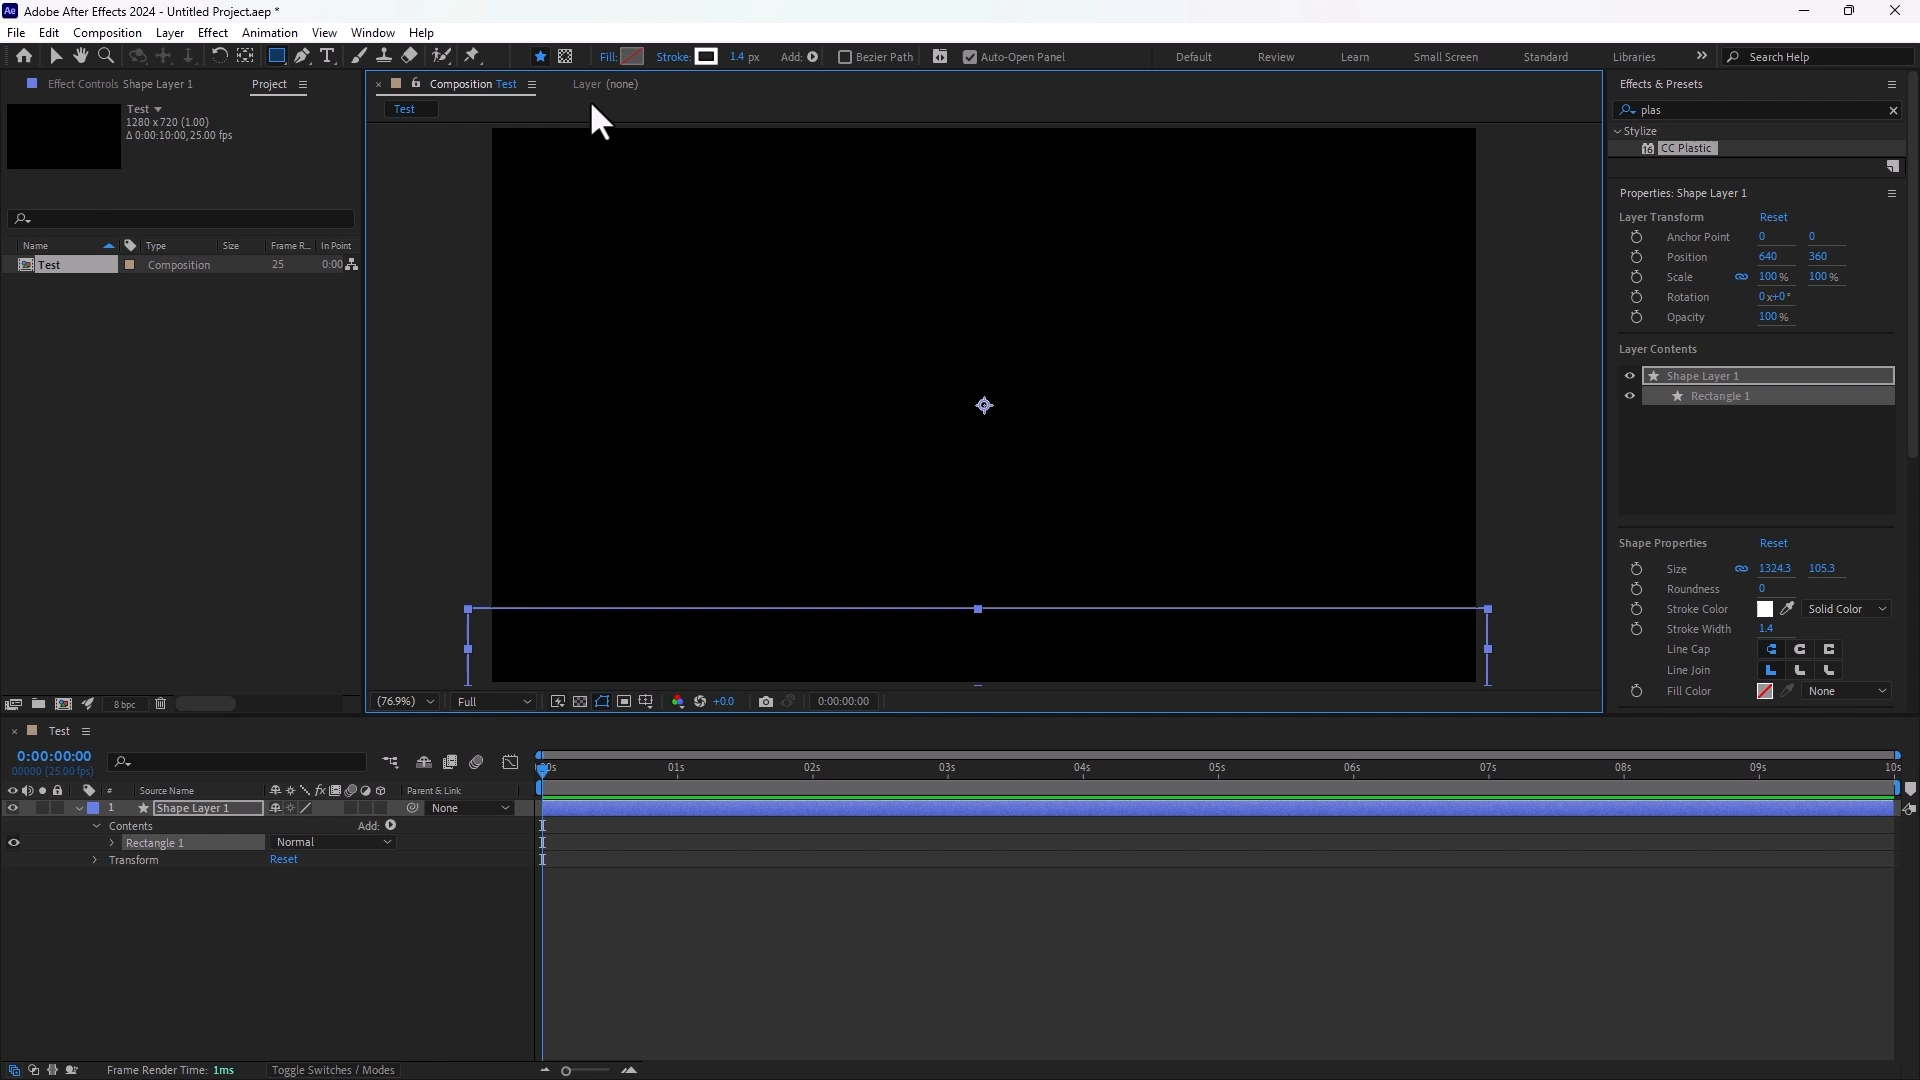 Adobe After Effects 2024 - Untitled Project.aep *
File Edit Composition Layer Effect Animation View Window Help
Fill: Stroke: 1.4 px Add: Bezier Path Auto-Open Panel Default Review Learn Small Screen Standard Libraries Search Help
Effect Controls Shape Layer 1 Project
Test
1280 x 720 (1.00)
Δ 0:00:10:00, 25.00 fps
Name Type Size Frame R... In Point
Test Composition 25 0:00
8 bpc
Composition Test Layer (none)
Test
(76.9%) Full +0.0 0:00:00:00
Effects & Presets
plas
Stylize
CC Plastic
Properties: Shape Layer 1
Layer Transform Reset
Anchor Point 0 0
Position 640 360
Scale 100 % 100 %
Rotation 0x+0°
Opacity 100 %
Layer Contents
Shape Layer 1
Rectangle 1
Shape Properties Reset
Size 1324.3 105.3
Roundness 0
Stroke Color Solid Color
Stroke Width 1.4
Line Cap
Line Join
Fill Color None
Test
0:00:00:00
00000 (25.00 fps)
:00s 01s 02s 03s 04s 05s 06s 07s 08s 09s 10s
# Source Name Parent & Link
1 Shape Layer 1 None
Contents Add:
Rectangle 1 Normal
Transform Reset
Frame Render Time: 1ms Toggle Switches / Modes